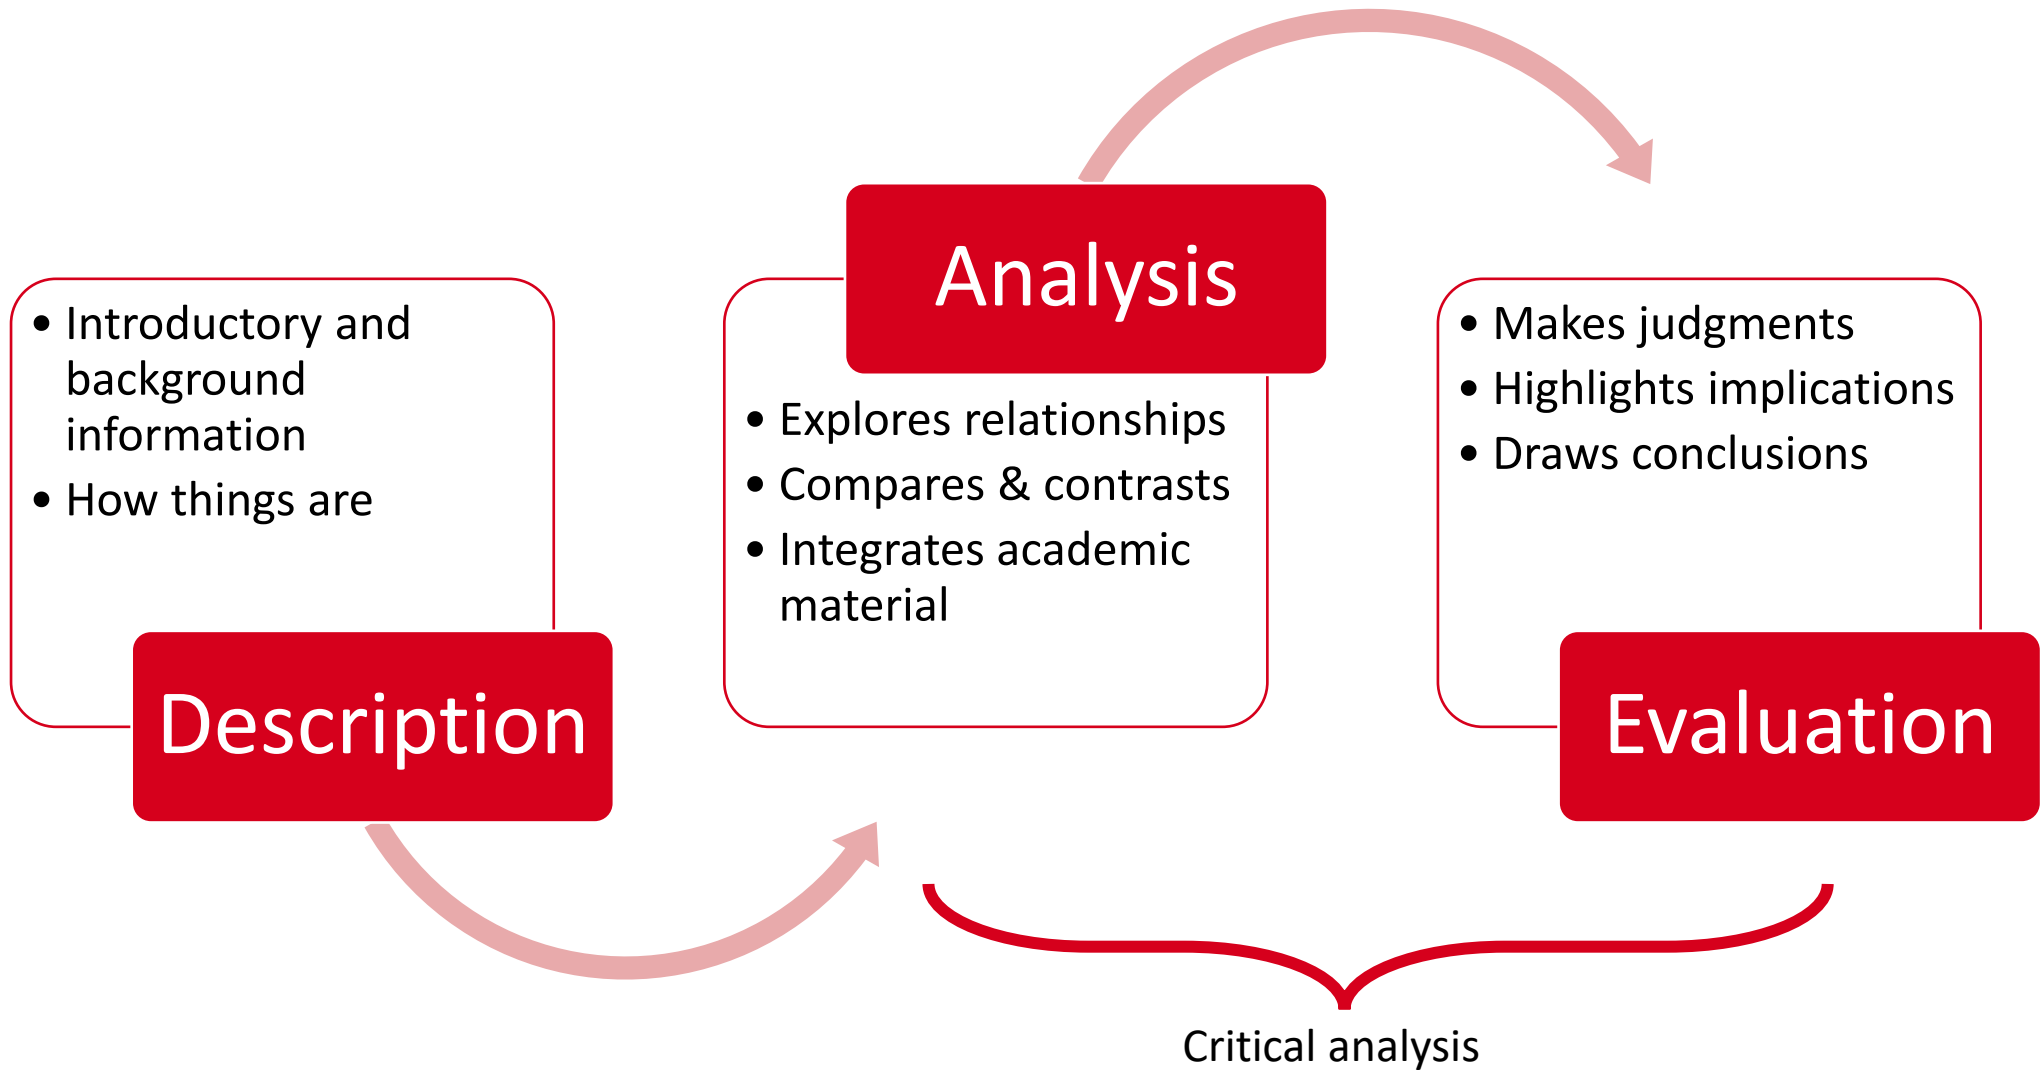 • Introductory and
background
information
• How things are
Description
Analysis
• Explores relationships
• Compares & contrasts
• Integrates academic
material
• Makes judgments
• Highlights implications
• Draws conclusions
Evaluation
Critical analysis